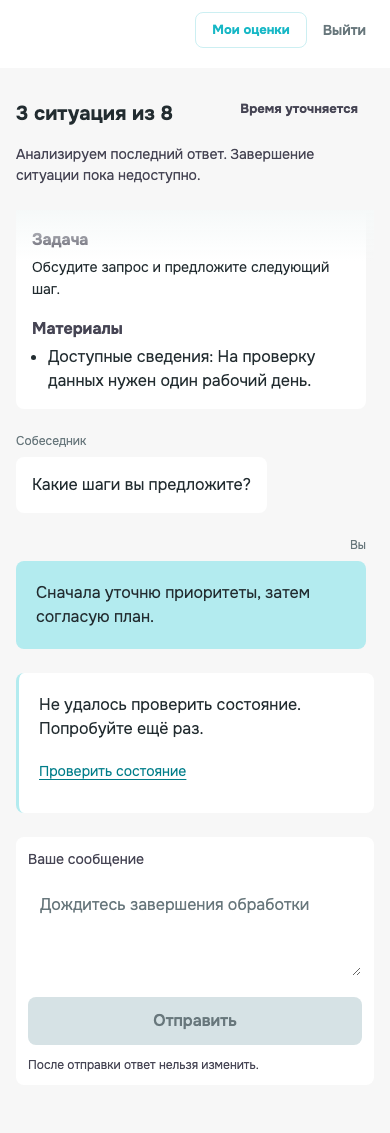 Мои оценки
Выйти
3 ситуация из 8
Время уточняется
Анализируем последний ответ. Завершение
ситуации пока недоступно.
Задача
Обсудите запрос и предложите следующий
шаг.
Материалы
• Доступные сведения: На проверку
данных нужен один рабочий день.
Собеседник
Какие шаги вы предложите?
Вы
Сначала уточню приоритеты, затем
согласую план.
Не удалось проверить состояние.
Попробуйте ещё раз.
Проверить состояние
Ваше сообщение
Дождитесь завершения обработки
Отправить
После отправки ответ нельзя изменить.